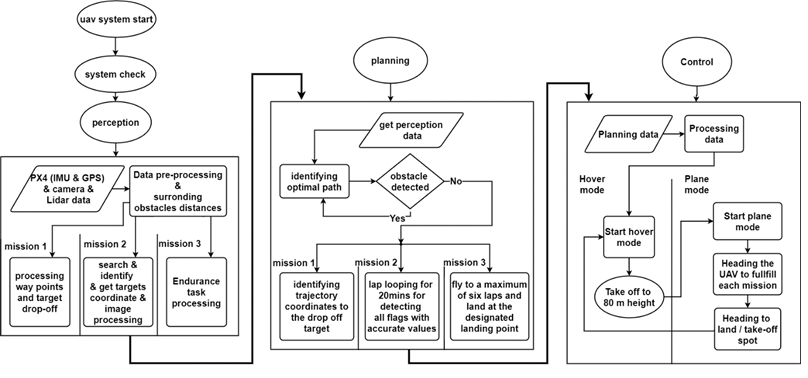 uav system start
system check
perception
PX4 (IMU & GPS)
& camera &
Lidar data
Data pre-processing
&
surronding
obstacles distances
mission 1
mission 2
mission 3
processing
way points
and target
drop-off
search &
identify
& get targets
coordinate &
image
processing
Endurance
task
processing
planning
get perception
data
identifying
optimal path
obstacle
detected
No
Yes
mission 1
mission 2
mission 3
identifying
trajectory
coordinates to
the drop off
target
lap looping for
20mins for
detecting
all flags with
accurate values
fly to a maximum
of six laps and
land at the
designated
landing point
Control
Planning data
Processing
data
Hover
mode
Plane
mode
Start hover
mode
Take off to
80 m height
Start plane
mode
Heading the
UAV to fullfill
each mission
Heading to
land / take-off
spot